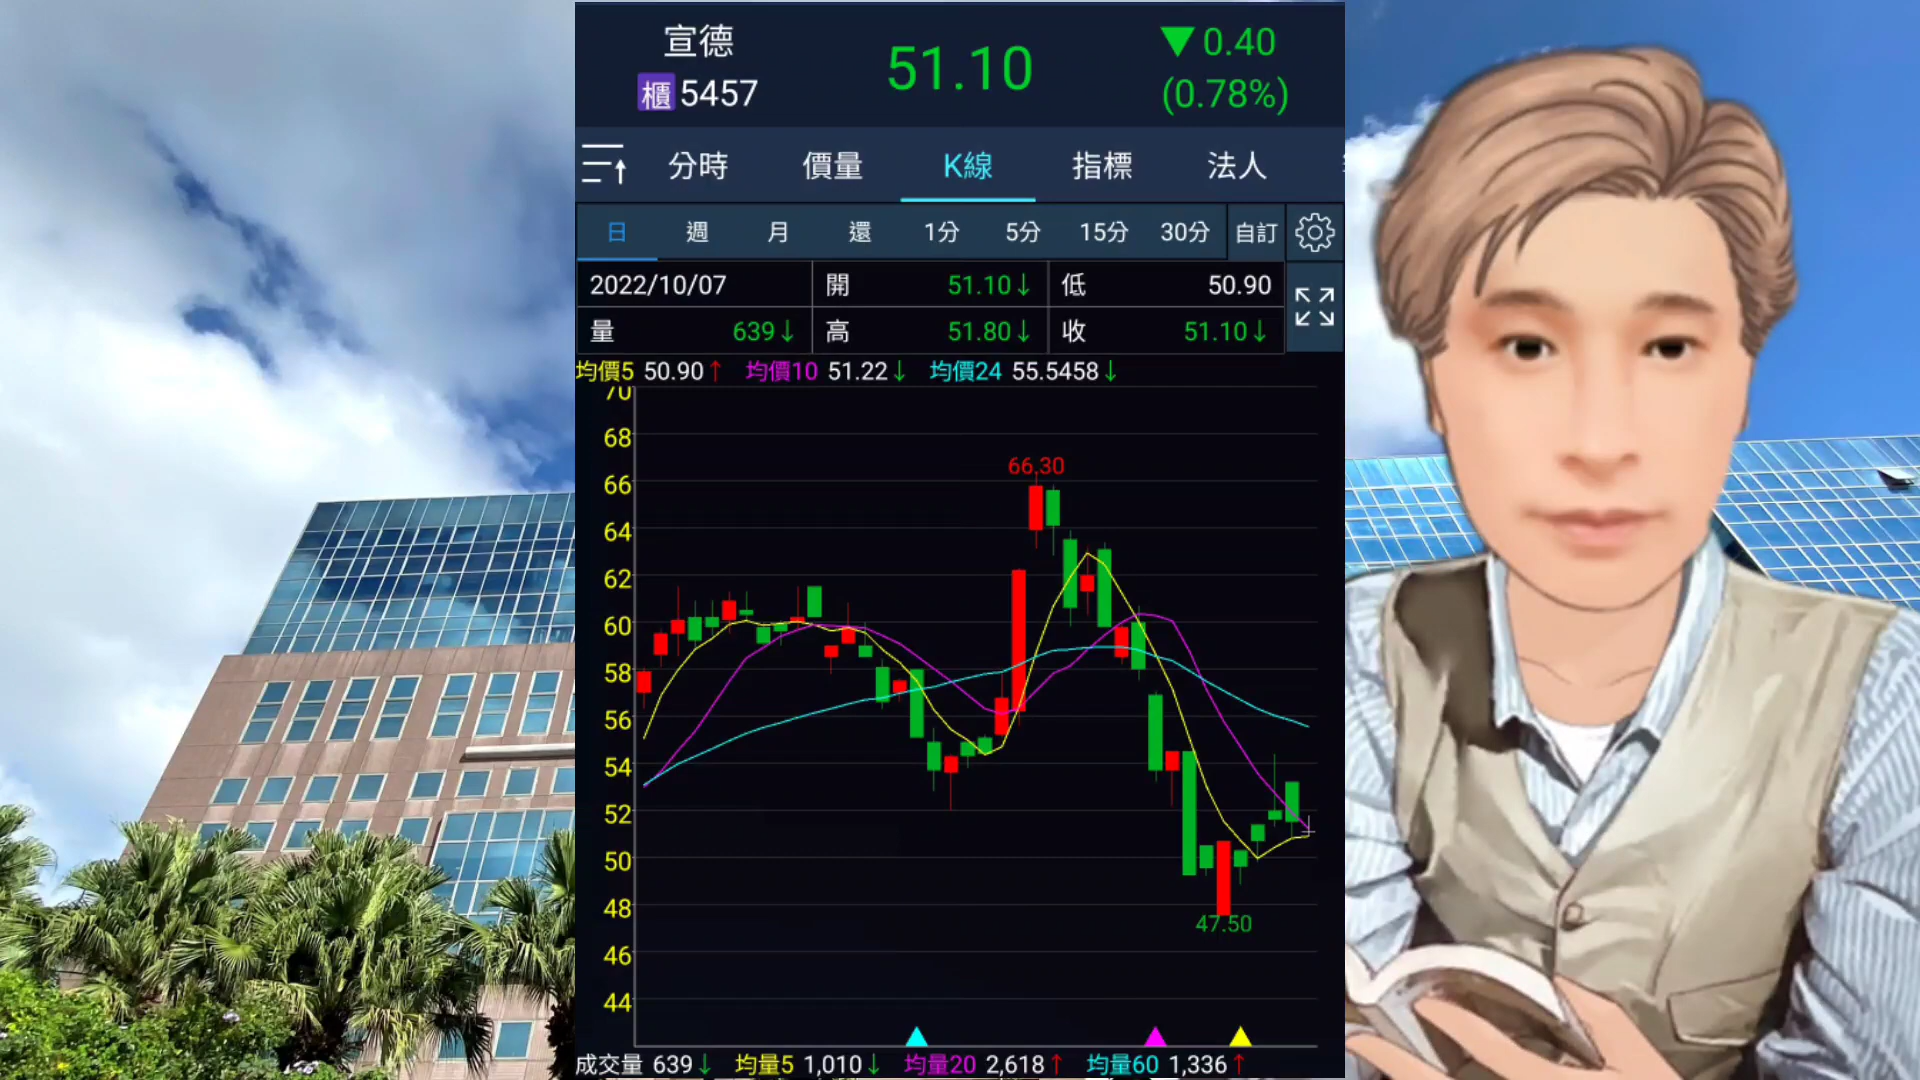 宣德
51.10
▼0.40
櫃 5457
(0.78%)
分時 價量 K線 指標 法人
日 週 月 還 1分 5分 15分 30分 自訂
2022/10/07 開 51.10↓ 低 50.90
量 639↓ 高 51.80↓ 收 51.10↓
均價5 50.90↑ 均價10 51.22↓ 均價24 55.5458↓
70
68
66.30
66
64
62
60
58
56
54
52
50
48
47.50
46
44
成交量 639↓ 均量5 1,010↓ 均量20 2,618↑ 均量60 1,336↑